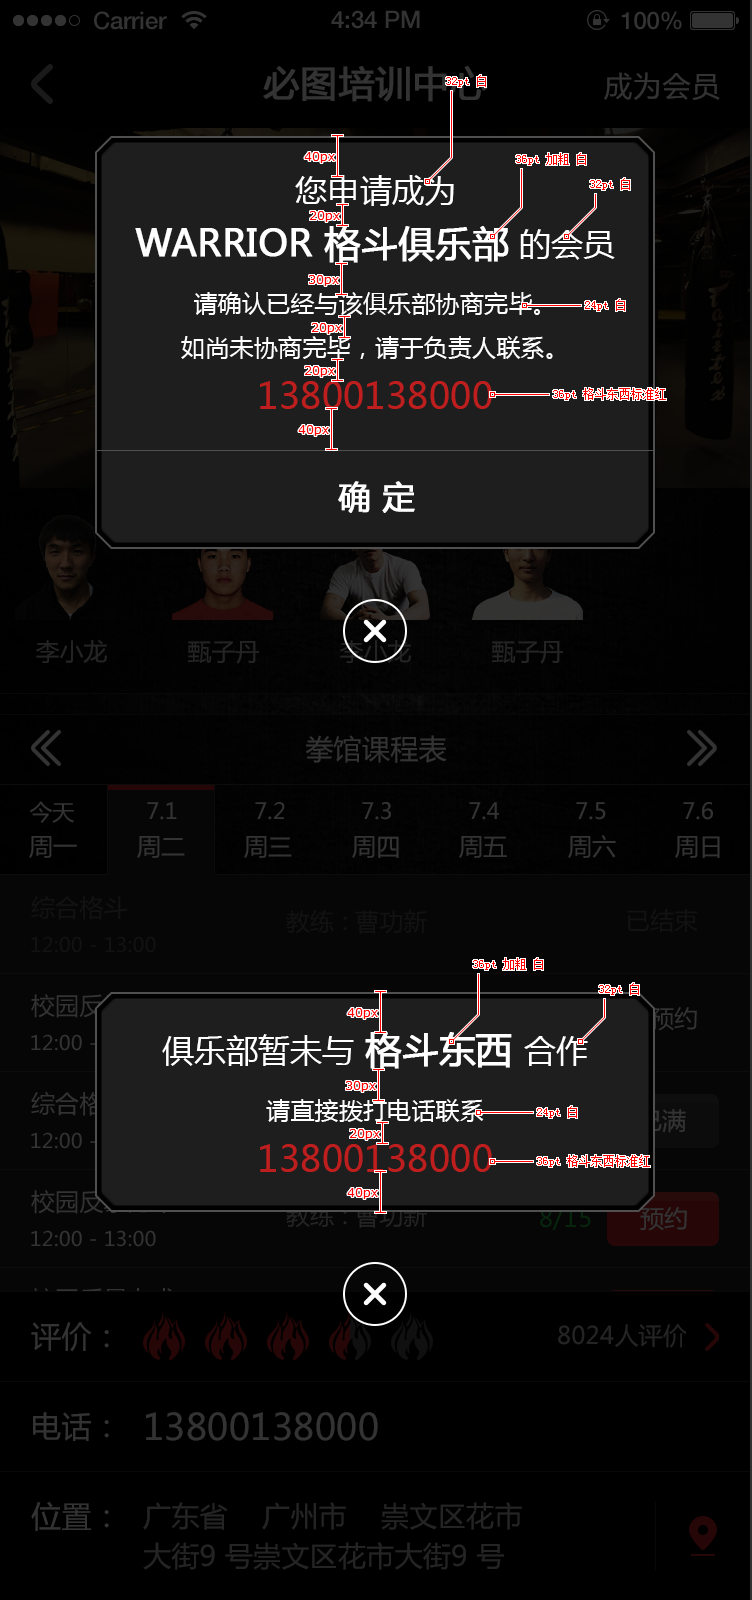 Carrier 4:34 PM 100%
必图培训中心 成为会员
32pt 白
40px
36pt 加粗 白
您申请成为
32pt 白
20px
WARRIOR 格斗俱乐部 的会员
30px
请确认已经与该俱乐部协商完毕。
24pt 白
20px
如尚未协商完毕，请于负责人联系。
20px
13800138000
36pt 格斗东西标准红
40px
确 定
李小龙 甄子丹 李小龙 甄子丹
拳馆课程表
今天 7.1 7.2 7.3 7.4 7.5 7.6
周一 周二 周三 周四 周五 周六 周日
综合格斗 教练：曹功新 已结束
12:00 - 13:00
36pt 加粗 白
32pt 白
校园反 预约
40px
12:00 -
俱乐部暂未与 格斗东西 合作
30px
综合格 已满
请直接拨打电话联系
24pt 白
20px
12:00 -
13800138000
36pt 格斗东西标准红
40px
校园反
教练：曹功新 8/15 预约
12:00 - 13:00
评价： 8024人评价
电话： 13800138000
位置： 广东省 广州市 崇文区花市
大街9 号崇文区花市大街9 号